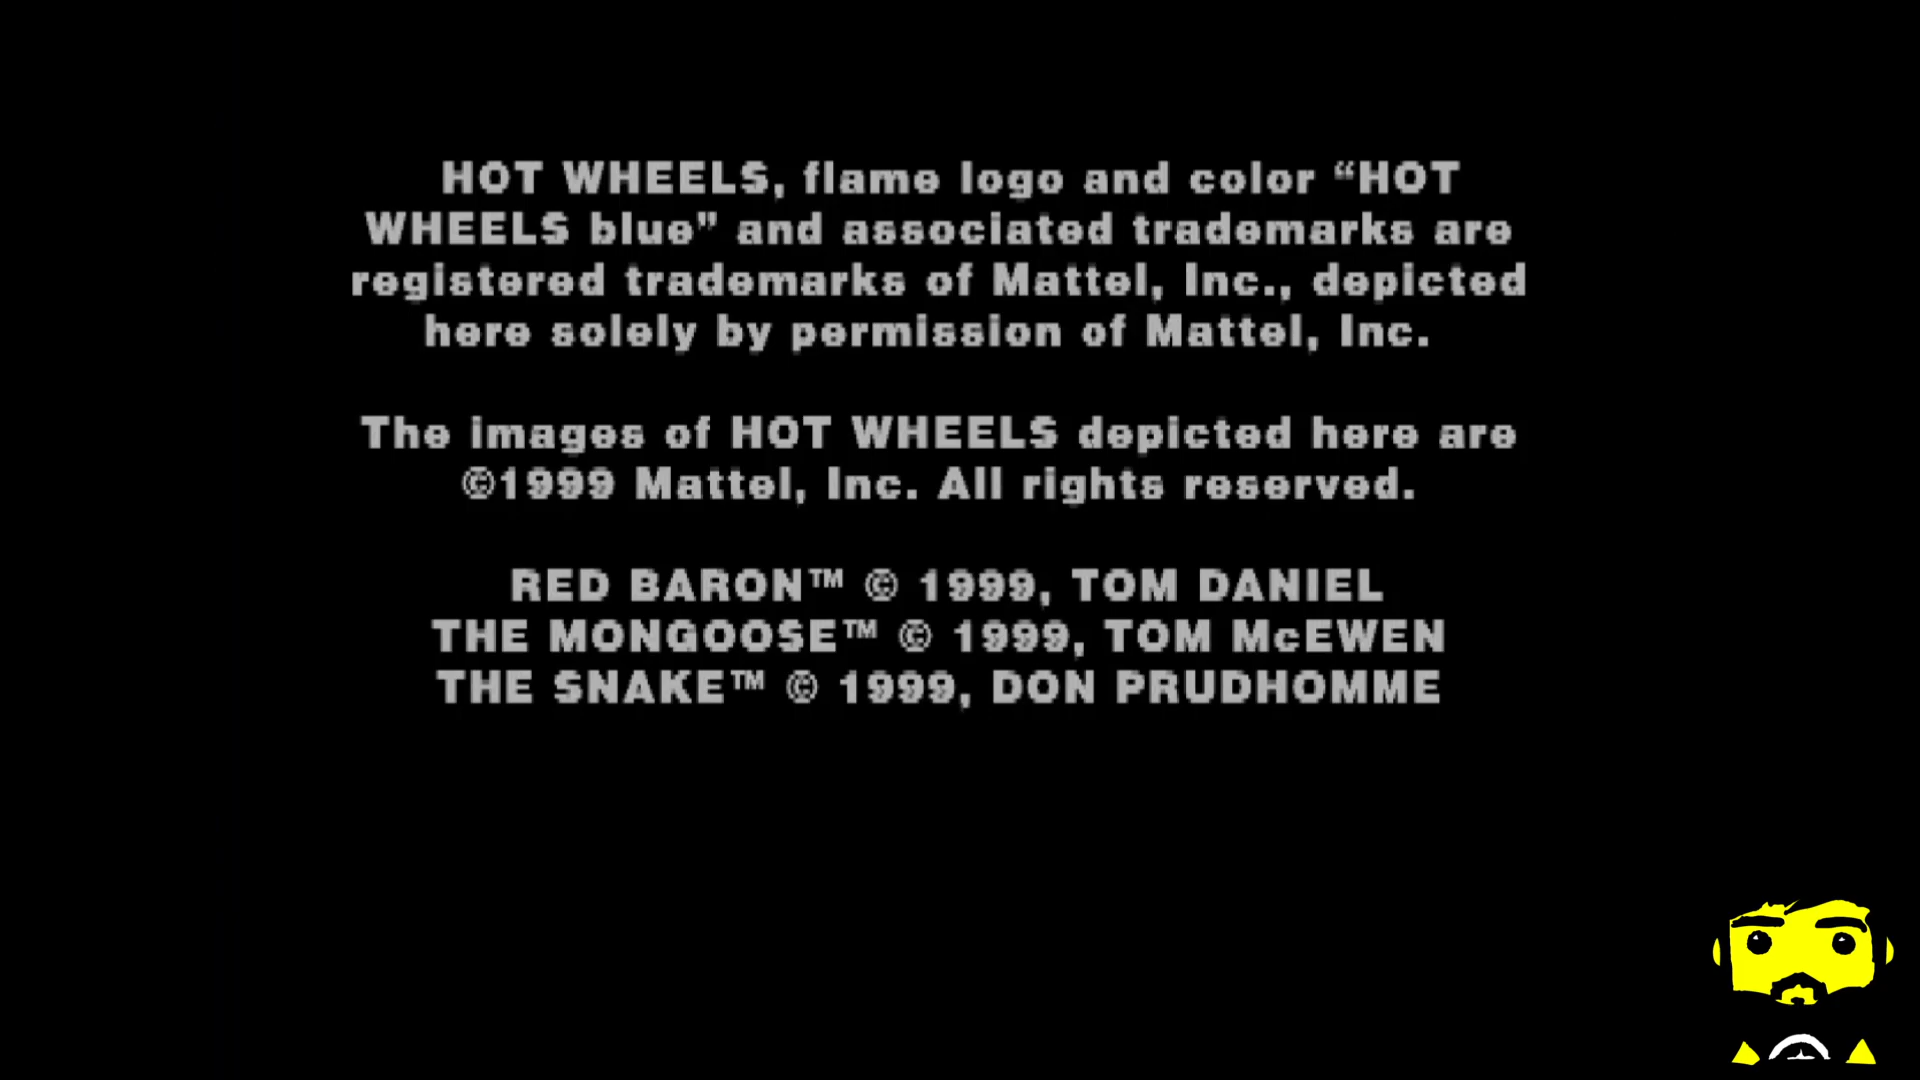 HOT WHEELS, flame logo and color “HOT
WHEELS blue” and associated trademarks are
registered trademarks of Mattel, Inc., depicted
here solely by permission of Mattel, Inc.
The images of HOT WHEELS depicted here are
©1999 Mattel, Inc. All rights reserved.
RED BARON™ © 1999, TOM DANIEL
THE MONGOOSE™ © 1999, TOM McEWEN
THE SNAKE™ © 1999, DON PRUDHOMME